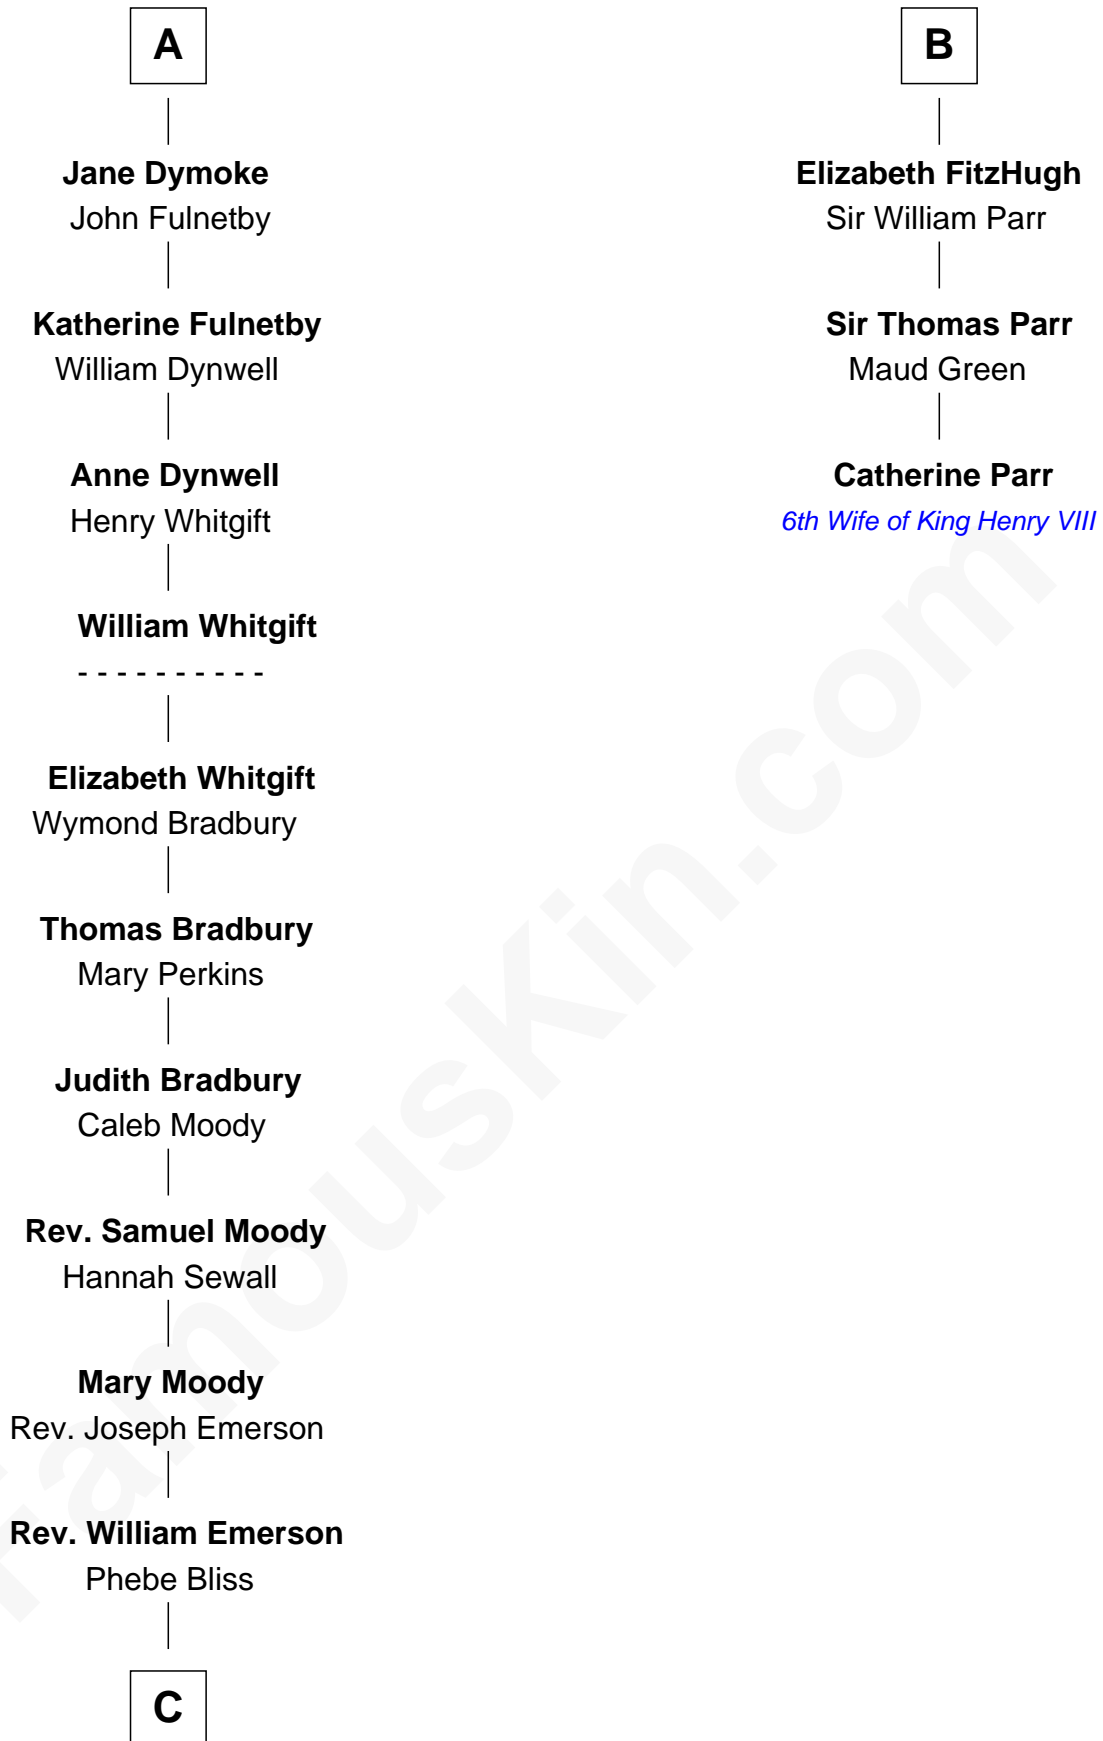 A
Jane Dymoke
John Fulnetby
Katherine Fulnetby
William Dynwell
Anne Dynwell
Henry Whitgift
William Whitgift
- - - - - - - - - -
Elizabeth Whitgift
Wymond Bradbury
Thomas Bradbury
Mary Perkins
Judith Bradbury
Caleb Moody
Rev. Samuel Moody
Hannah Sewall
Mary Moody
Rev. Joseph Emerson
Rev. William Emerson
Phebe Bliss
C
B
Elizabeth FitzHugh
Sir William Parr
Sir Thomas Parr
Maud Green
Catherine Parr
6th Wife of King Henry VIII
FamousKin.com